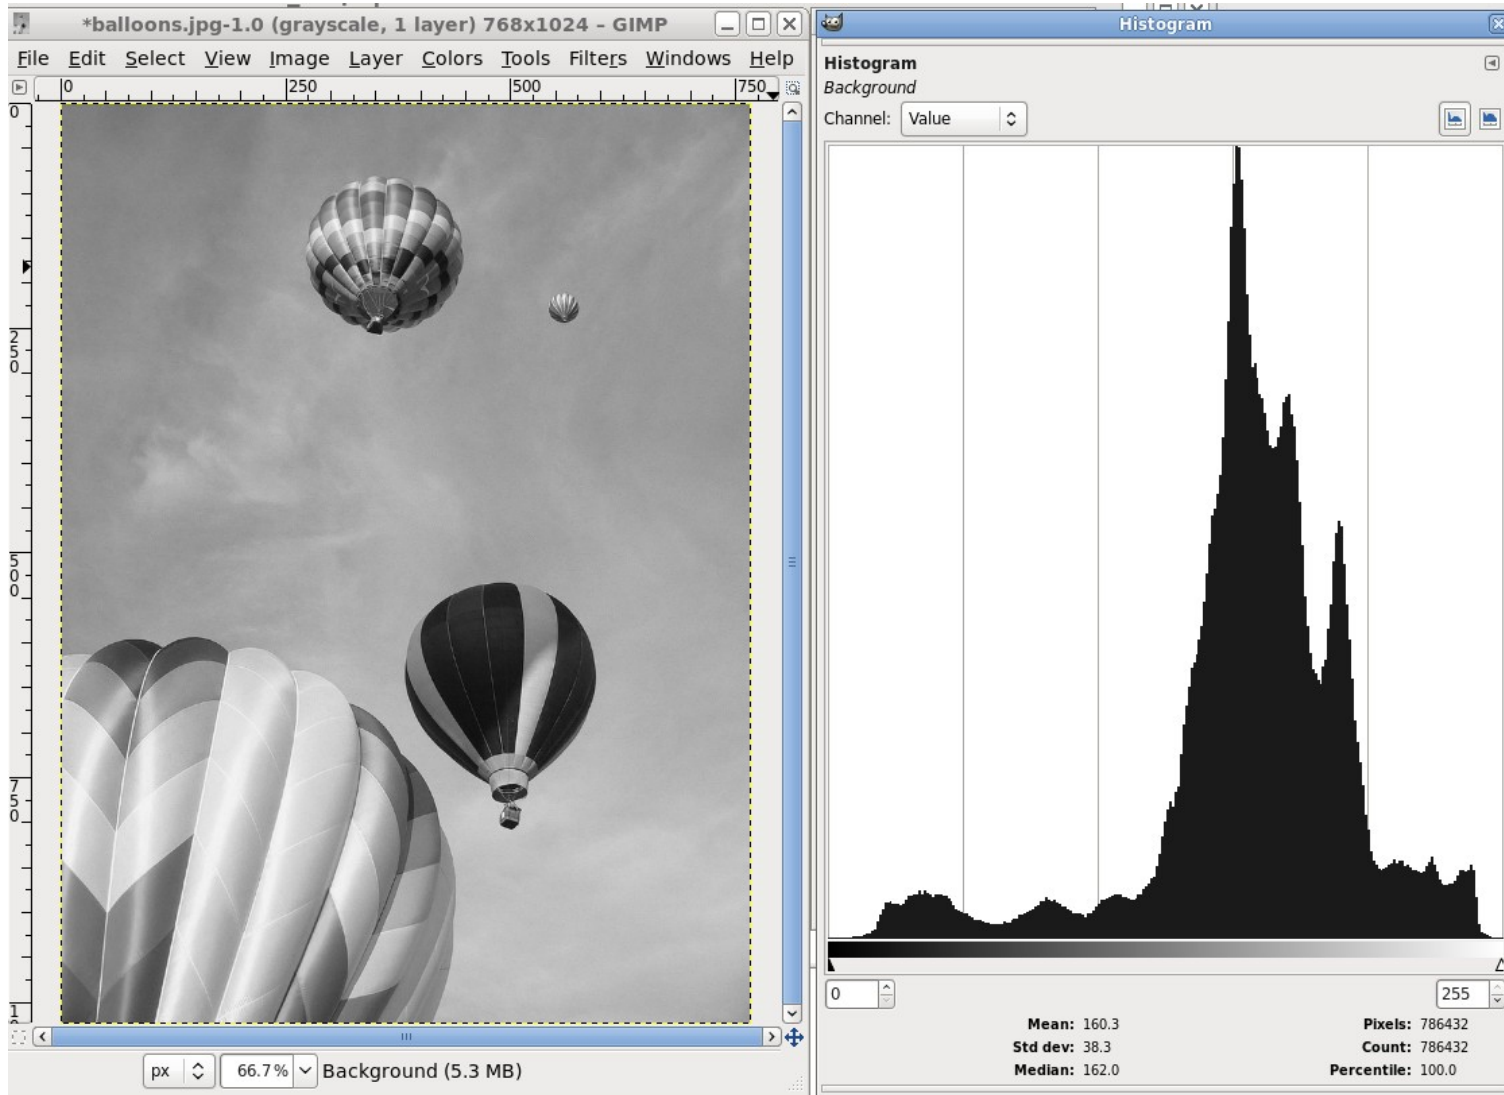 *balloons.jpg-1.0 (grayscale, 1 layer) 768x1024 – GIMP
File Edit Select View Image Layer Colors Tools Filters Windows Help
0 250 500 750
0
250
500
750
1
px 66.7% Background (5.3 MB)
Histogram
Histogram
Background
Channel: Value
0 255
Mean: 160.3 Pixels: 786432
Std dev: 38.3 Count: 786432
Median: 162.0 Percentile: 100.0